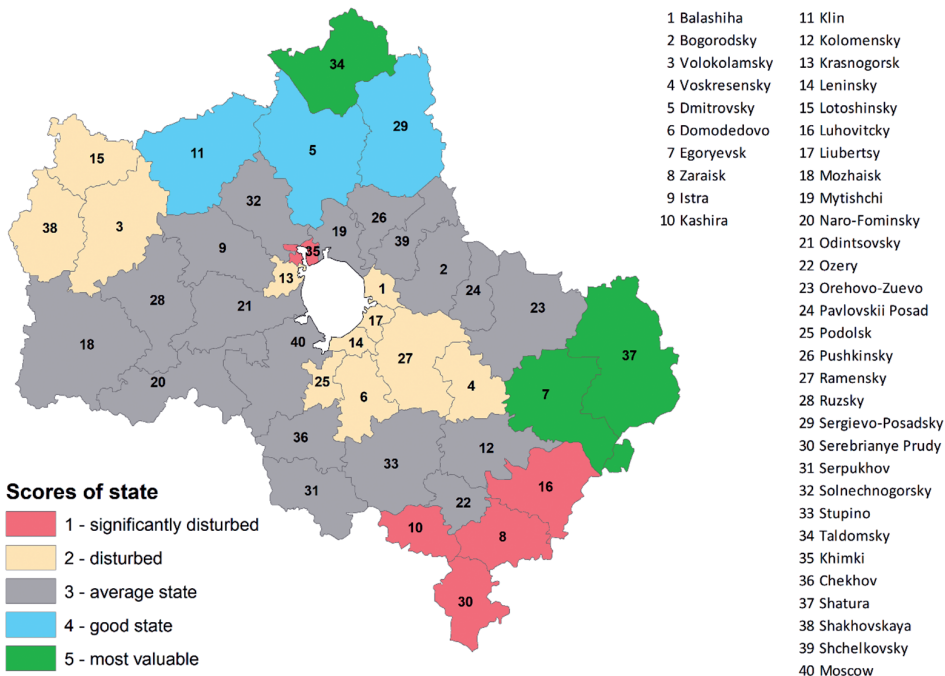 1 Balashiha
2 Bogorodsky
3 Volokolamsky
4 Voskresensky
5 Dmitrovsky
6 Domodedovo
7 Egoryevsk
8 Zaraisk
9 Istra
10 Kashira
11 Klin
12 Kolomensky
13 Krasnogorsk
14 Leninsky
15 Lotoshinsky
16 Luhovitcky
17 Liubertsy
18 Mozhaisk
19 Mytishchi
20 Naro-Fominsky
21 Odintsovsky
22 Ozery
23 Orehovo-Zuevo
24 Pavlovskii Posad
25 Podolsk
26 Pushkinsky
27 Ramensky
28 Ruzsky
29 Sergievo-Posadsky
30 Serebrianye Prudy
31 Serpukhov
32 Solnechnogorsky
33 Stupino
34 Taldomsky
35 Khimki
36 Chekhov
37 Shatura
38 Shakhovskaya
39 Shchelkovsky
40 Moscow
34
29
15
11
5
32
26
38
3
19
39
9
35
2
13
1
24
28
21
23
17
18
40
14
27
37
20
25
6
4
7
36
12
33
31
16
22
10
8
30
Scores of state
1 - significantly disturbed
2 - disturbed
3 - average state
4 - good state
5 - most valuable